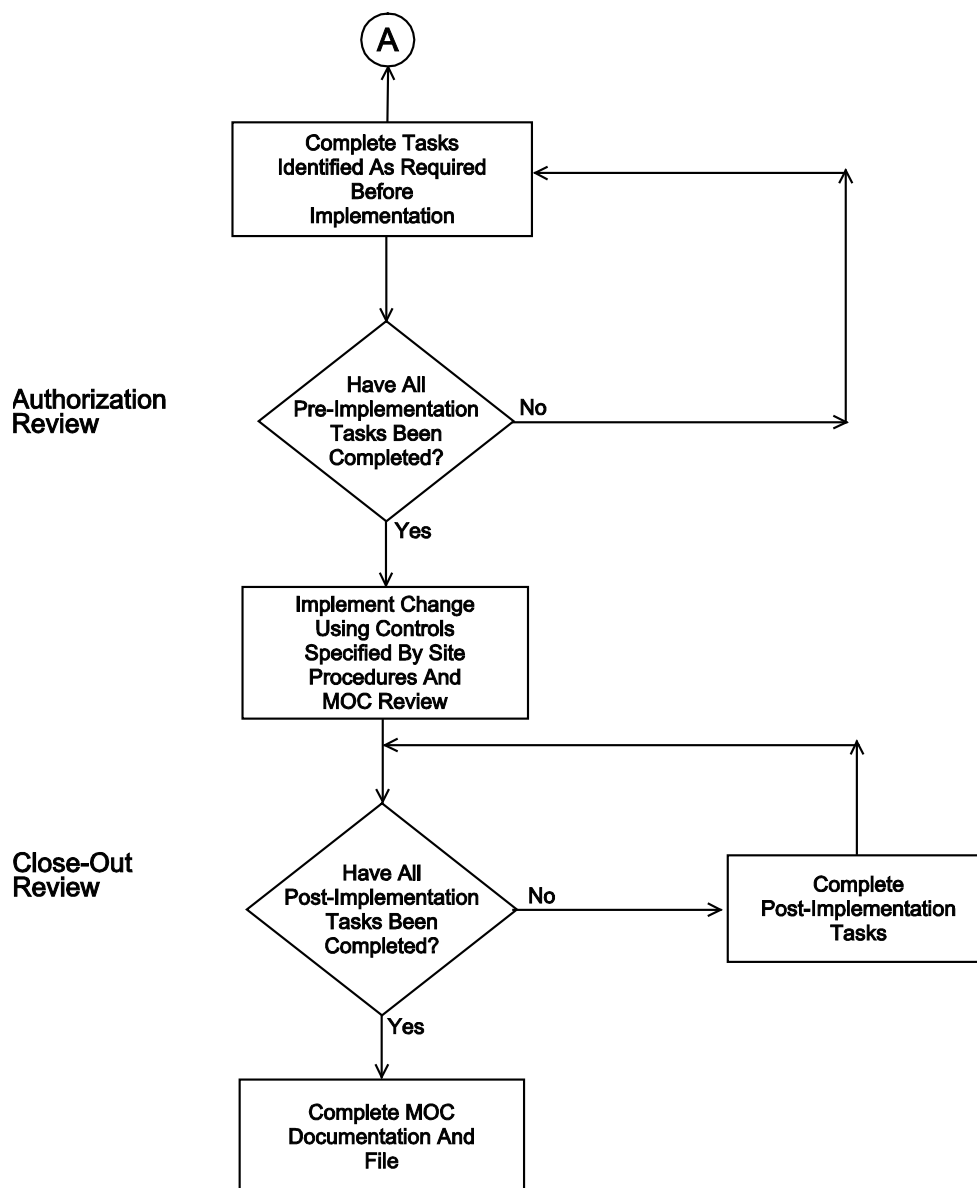 A
Complete Tasks
Identified As Required
Before
Implementation
Authorization
Review
Have All
Pre-Implementation
Tasks Been
Completed?
No
Yes
Implement Change
Using Controls
Specified By Site
Procedures And
MOC Review
Close-Out
Review
Have All
Post-Implementation
Tasks Been
Completed?
No
Complete
Post-Implementation
Tasks
Yes
Complete MOC
Documentation And
File